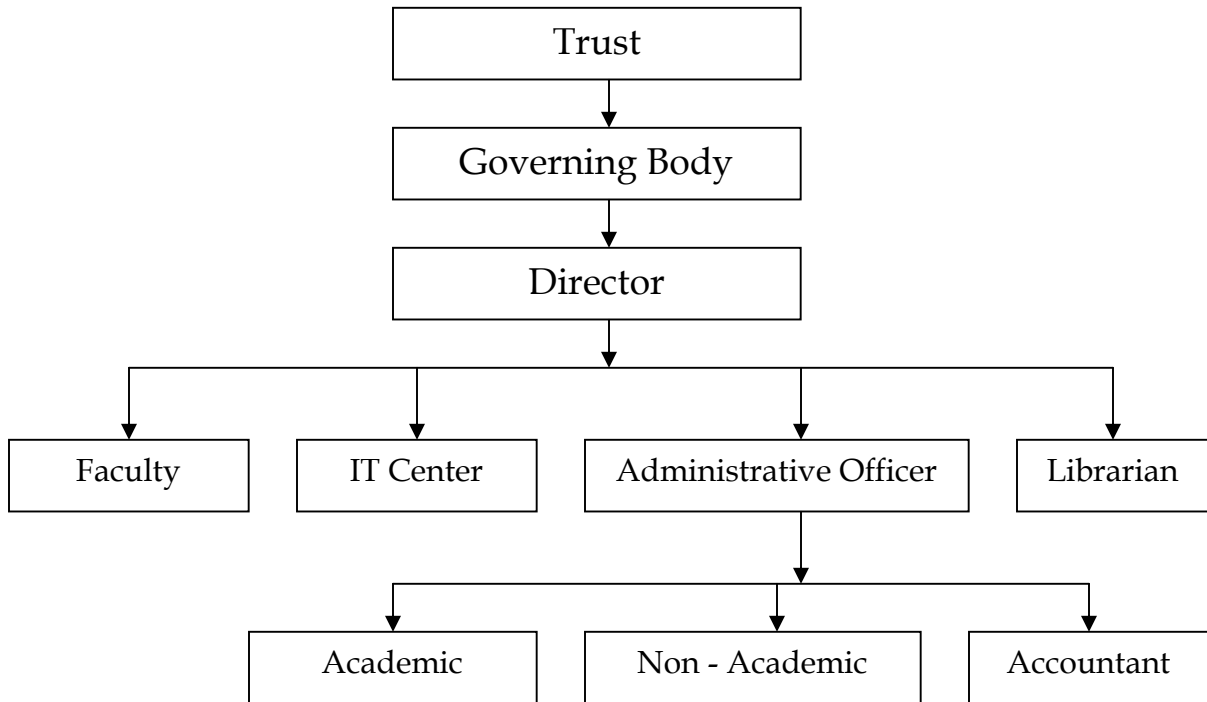 Trust
Governing Body
Director
Faculty
IT Center
Administrative Officer
Librarian
Academic
Non - Academic
Accountant